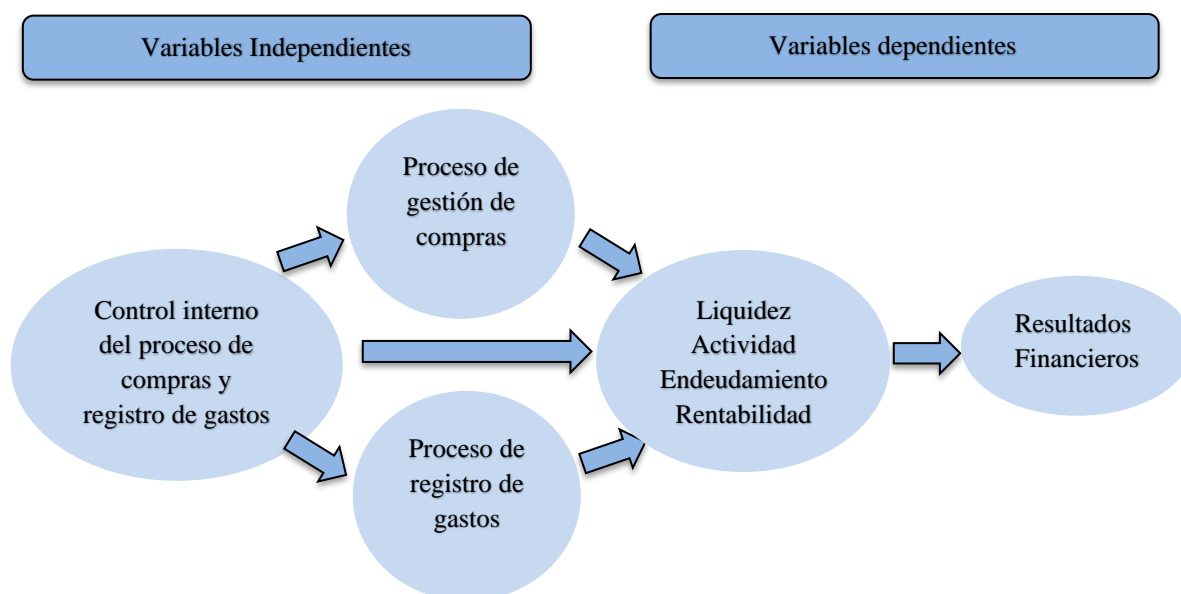 Variables Independientes
Variables dependientes
Proceso de
gestión de
compras
Control interno
del proceso de
compras y
registro de gastos
Liquidez
Actividad
Endeudamiento
Rentabilidad
Resultados
Financieros
Proceso de
registro de
gastos